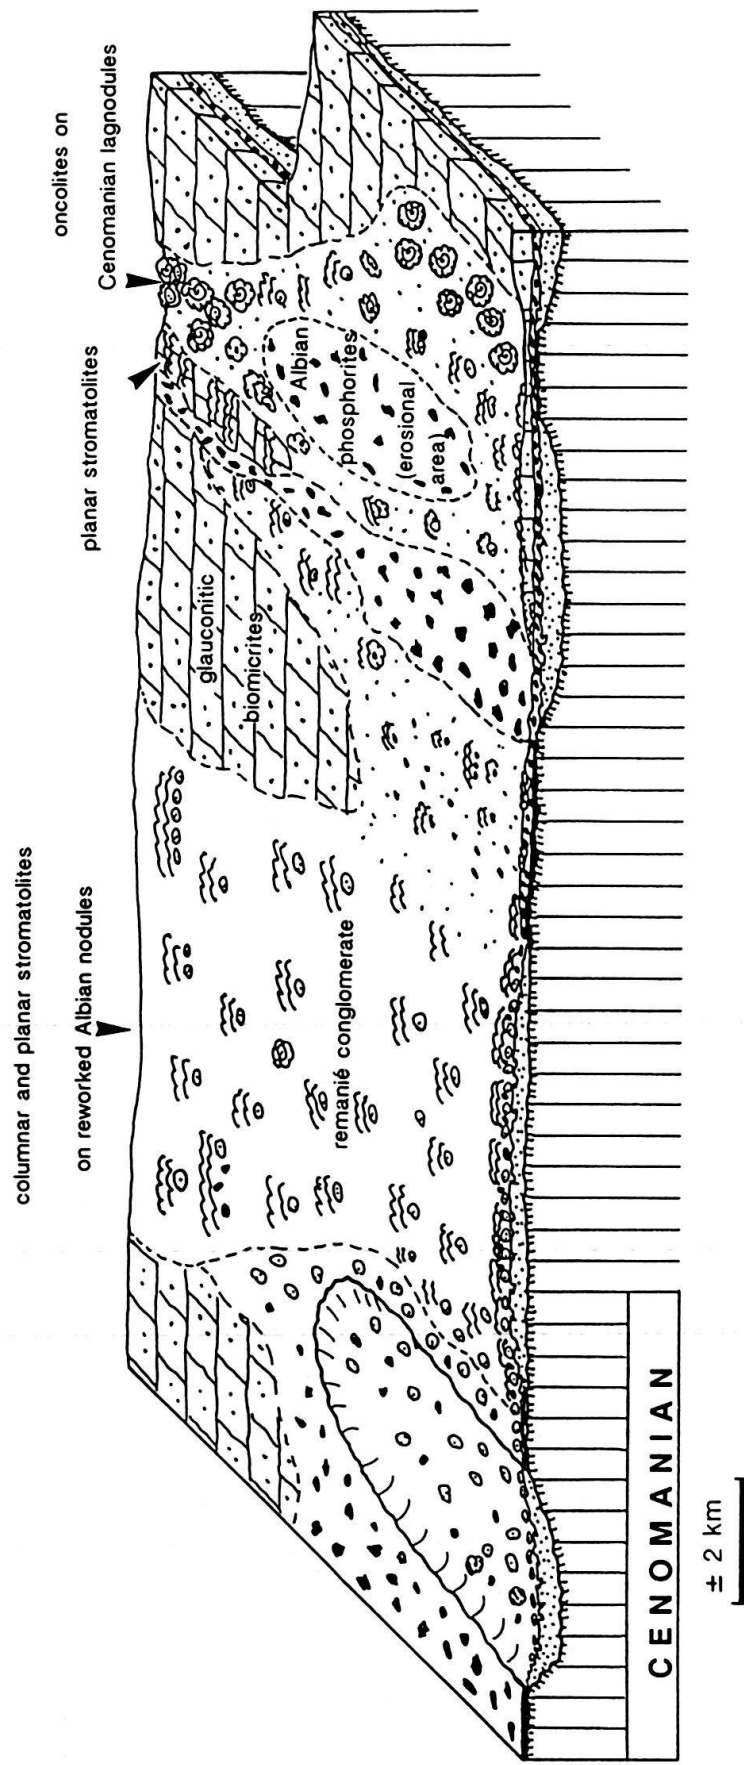 columnar and planar stromatolites
on reworked Albian nodules
planar stromatolites
oncolites on
Cenomanian lagnodules
glauconitic
biomicrites
Albian
phosphorites
(erosional
area)
remanié conglomerate
CENOMANIAN
± 2 km